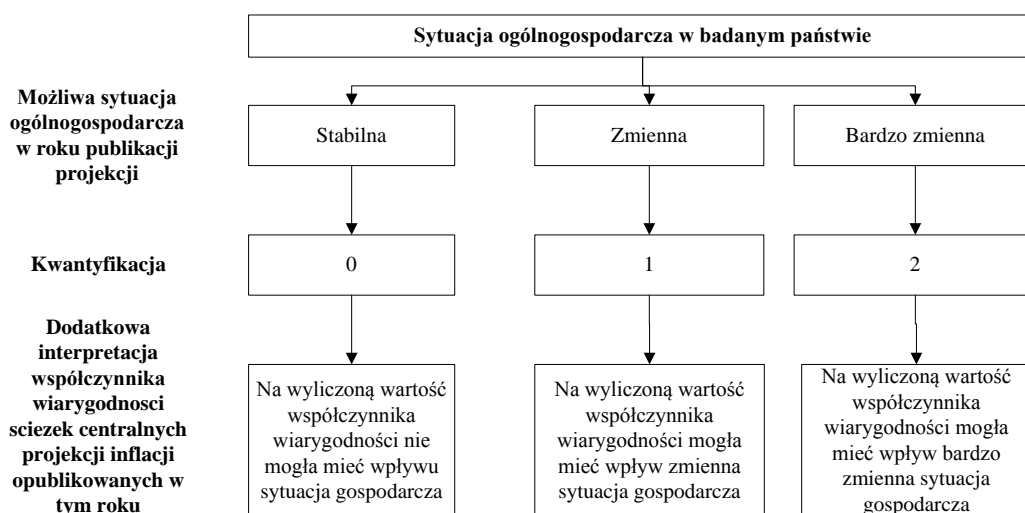 Sytuacja ogólnogospodarcza w badanym państwie
Możliwa sytuacja
ogólnogospodarcza
w roku publikacji
projekcji
Stabilna
Zmienna
Bardzo zmienna
Kwantyfikacja
0
1
2
Dodatkowa
interpretacja
współczynnika
wiarygodnosci
sciezek centralnych
projekcji inflacji
opublikowanych w
tym roku
Na wyliczoną wartość
współczynnika
wiarygodności nie
mogła mieć wpływu
sytuacja gospodarcza
Na wyliczoną wartość
współczynnika
wiarygodności mogła
mieć wpływ zmienna
sytuacja gospodarcza
Na wyliczoną wartość
współczynnika
wiarygodności mogła
mieć wpływ bardzo
zmienna sytuacja
gospodarcza